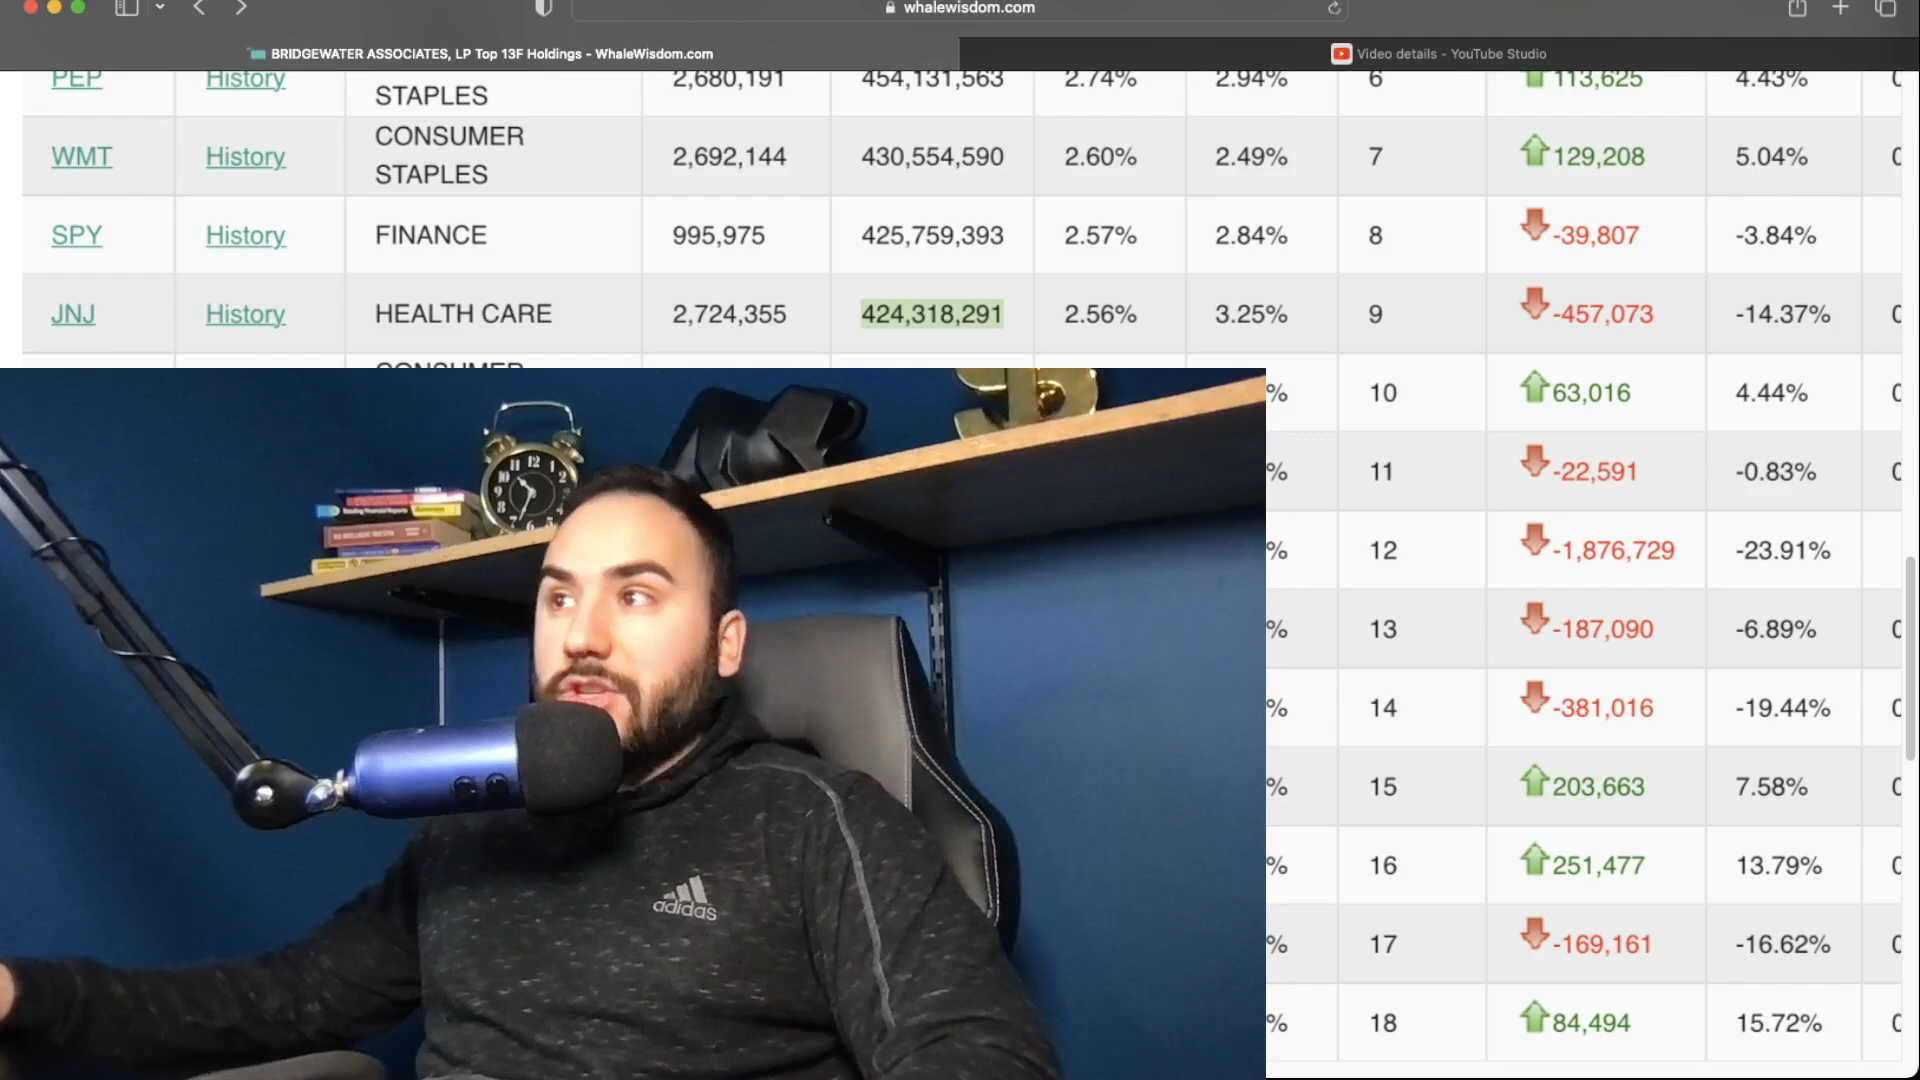 whalewisdom.com
BRIDGEWATER ASSOCIATES, LP Top 13F Holdings - WhaleWisdom.com
Video details - YouTube Studio
PEP History STAPLES 2,680,191 454,131,563 2.74% 2.94% 6 113,625 4.43%
WMT History CONSUMER STAPLES 2,692,144 430,554,590 2.60% 2.49% 7 129,208 5.04%
SPY History FINANCE 995,975 425,759,393 2.57% 2.84% 8 -39,807 -3.84%
JNJ History HEALTH CARE 2,724,355 424,318,291 2.56% 3.25% 9 -457,073 -14.37%
CONSUMER
% 10 63,016 4.44%
% 11 -22,591 -0.83%
% 12 -1,876,729 -23.91%
% 13 -187,090 -6.89%
% 14 -381,016 -19.44%
% 15 203,663 7.58%
% 16 251,477 13.79%
% 17 -169,161 -16.62%
% 18 84,494 15.72%
Reading Financial Reports
adidas